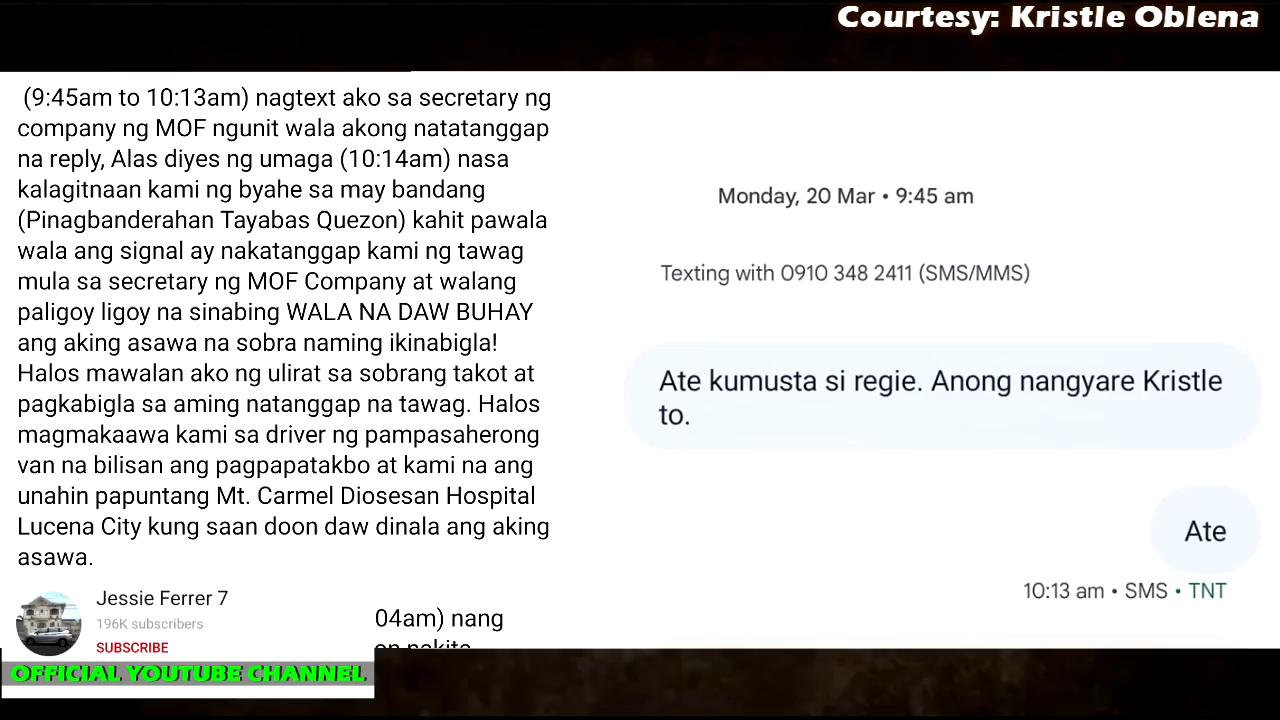 Courtesy: Kristle Oblena
(9:45am to 10:13am) nagtext ako sa secretary ng
company ng MOF ngunit wala akong natatanggap
na reply, Alas diyes ng umaga (10:14am) nasa
kalagitnaan kami ng byahe sa may bandang
(Pinagbanderahan Tayabas Quezon) kahit pawala
wala ang signal ay nakatanggap kami ng tawag
mula sa secretary ng MOF Company at walang
paligoy ligoy na sinabing WALA NA DAW BUHAY
ang aking asawa na sobra naming ikinabigla!
Halos mawalan ako ng ulirat sa sobrang takot at
pagkabigla sa aming natanggap na tawag. Halos
magmakaawa kami sa driver ng pampasaherong
van na bilisan ang pagpapatakbo at kami na ang
unahin papuntang Mt. Carmel Diosesan Hospital
Lucena City kung saan doon daw dinala ang aking
asawa.
04am) nang
Monday, 20 Mar • 9:45 am
Texting with 0910 348 2411 (SMS/MMS)
Ate kumusta si regie. Anong nangyare Kristle
to.
Ate
10:13 am • SMS • TNT
Jessie Ferrer 7
196K subscribers
SUBSCRIBE
OFFICIAL YOUTUBE CHANNEL